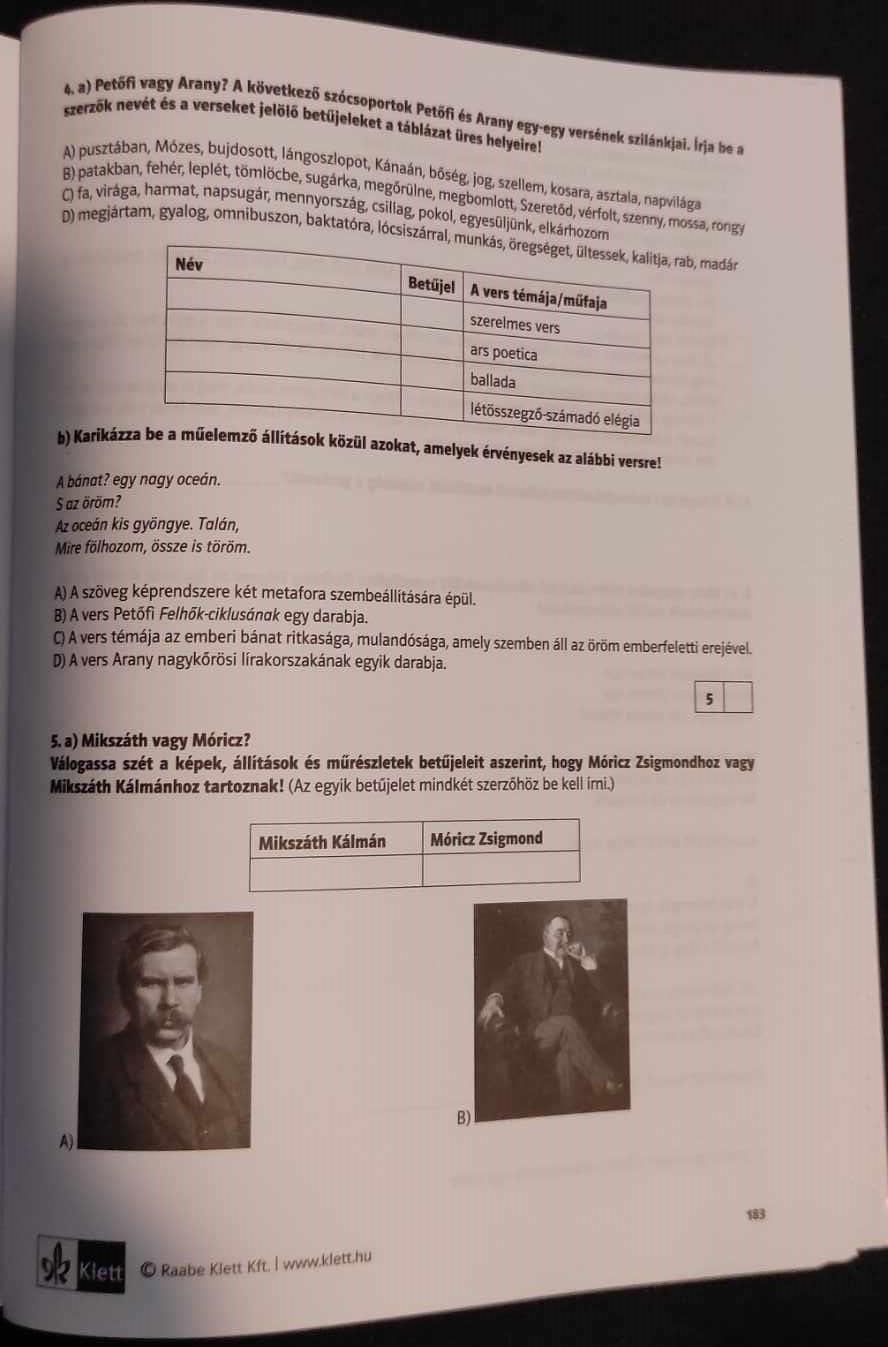 4. a) Petőfi vagy Arany? A következő szócsoportok Petőfi és Arany egy-egy versének szilánkjai. Írja be a
szerzők nevét és a verseket jelölő betűjeleket a táblázat üres helyeire!
A) pusztában, Mózes, bujdosott, lángoszlopot, Kánaán, bőség, jog, szellem, kosara, asztala, napvilága
B) patakban, fehér, leplét, tömlöcbe, sugárka, megőrülne, megbomlott, Szeretőd, vérfolt, szenny, mossa, rongy
C) fa, virága, harmat, napsugár, mennyország, csillag, pokol, egyesüljünk, elkárhozom
D) megjártam, gyalog, omnibuszon, baktatóra, lócsiszárral, munkás, öregséget, ültessek, kalitja, rab, madár
Név Betűjel A vers témája/műfaja
szerelmes vers
ars poetica
ballada
létösszegző-számadó elégia
b) Karikázza be a műelemző állítások közül azokat, amelyek érvényesek az alábbi versre!
A bánat? egy nagy oceán.
S az öröm?
Az oceán kis gyöngye. Talán,
Mire fölhozom, össze is töröm.
A) A szöveg képrendszere két metafora szembeállítására épül.
B) A vers Petőfi Felhők-ciklusának egy darabja.
C) A vers témája az emberi bánat ritkasága, mulandósága, amely szemben áll az öröm emberfeletti erejével.
D) A vers Arany nagykőrösi lírakorszakának egyik darabja.
5
5. a) Mikszáth vagy Móricz?
Válogassa szét a képek, állítások és műrészletek betűjeleit aszerint, hogy Móricz Zsigmondhoz vagy
Mikszáth Kálmánhoz tartoznak! (Az egyik betűjelet mindkét szerzőhöz be kell írni.)
Mikszáth Kálmán Móricz Zsigmond
A)
B)
183
Klett © Raabe Klett Kft. | www.klett.hu